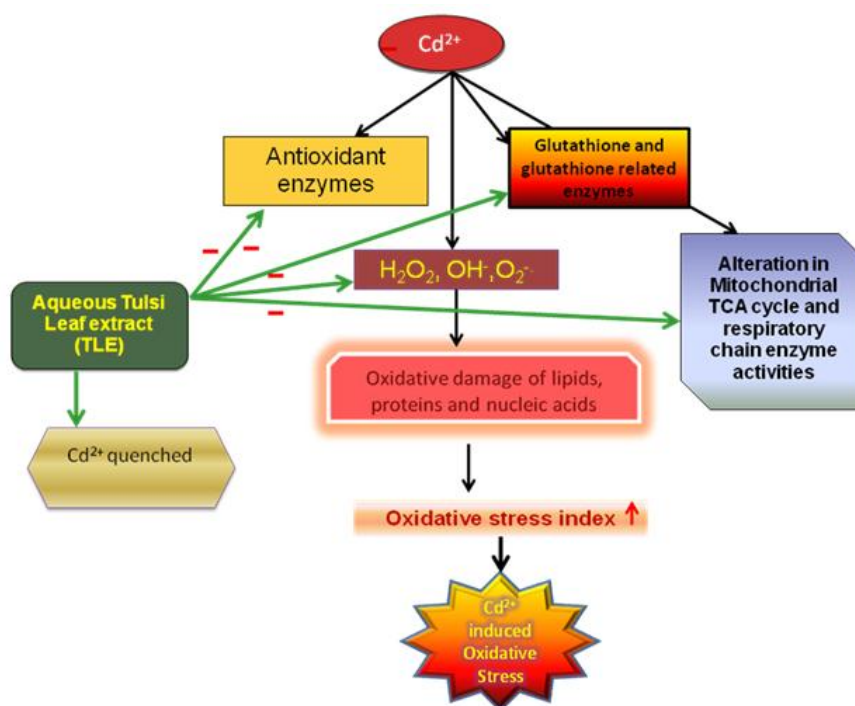 Cd²⁺
Antioxidant
enzymes
Glutathione and
glutathione related
enzymes
H₂O₂, OH⁻,O₂⁻·
Alteration in
Mitochondrial
TCA cycle and
respiratory
chain enzyme
activities
Aqueous Tulsi
Leaf extract
(TLE)
Oxidative damage of lipids,
proteins and nucleic acids
Cd²⁺ quenched
Oxidative stress index ↑
Cd²⁺
induced
Oxidative
Stress